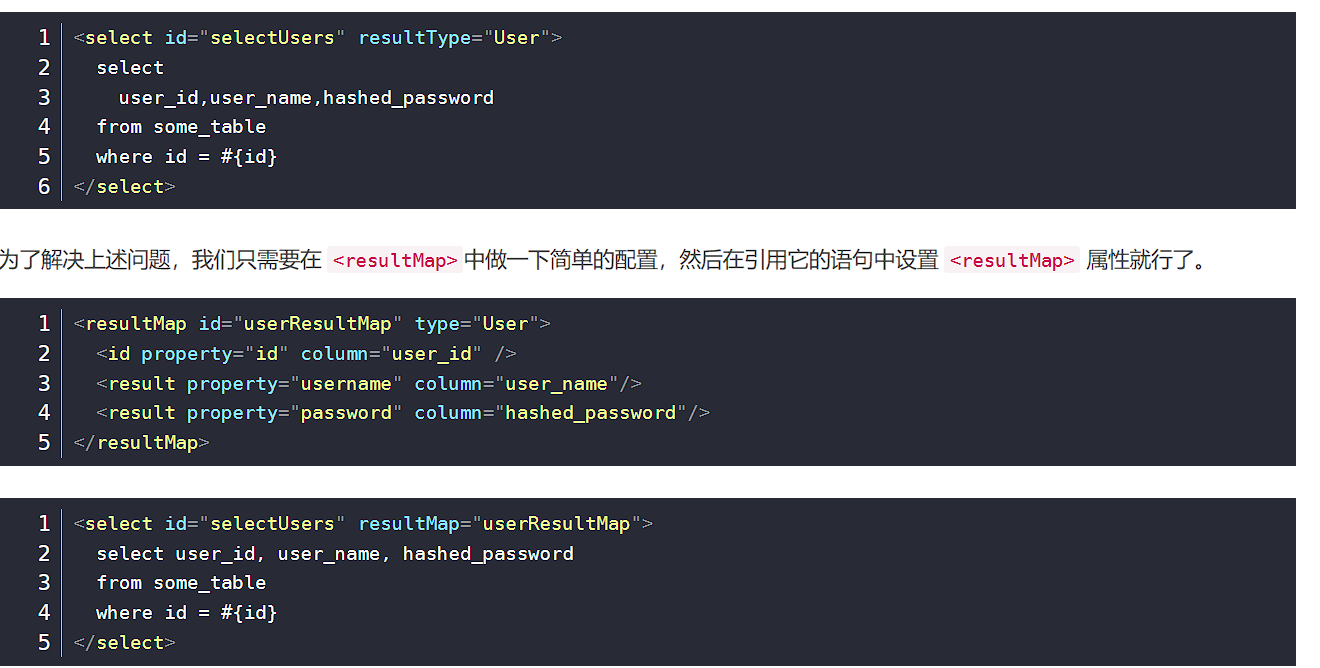 1 <select id="selectUsers" resultType="User">
2   select
3     user_id,user_name,hashed_password
4   from some_table
5   where id = #{id}
6 </select>
为了解决上述问题，我们只需要在 <resultMap> 中做一下简单的配置，然后在引用它的语句中设置 <resultMap> 属性就行了。
1 <resultMap id="userResultMap" type="User">
2   <id property="id" column="user_id" />
3   <result property="username" column="user_name"/>
4   <result property="password" column="hashed_password"/>
5 </resultMap>
1 <select id="selectUsers" resultMap="userResultMap">
2   select user_id, user_name, hashed_password
3   from some_table
4   where id = #{id}
5 </select>